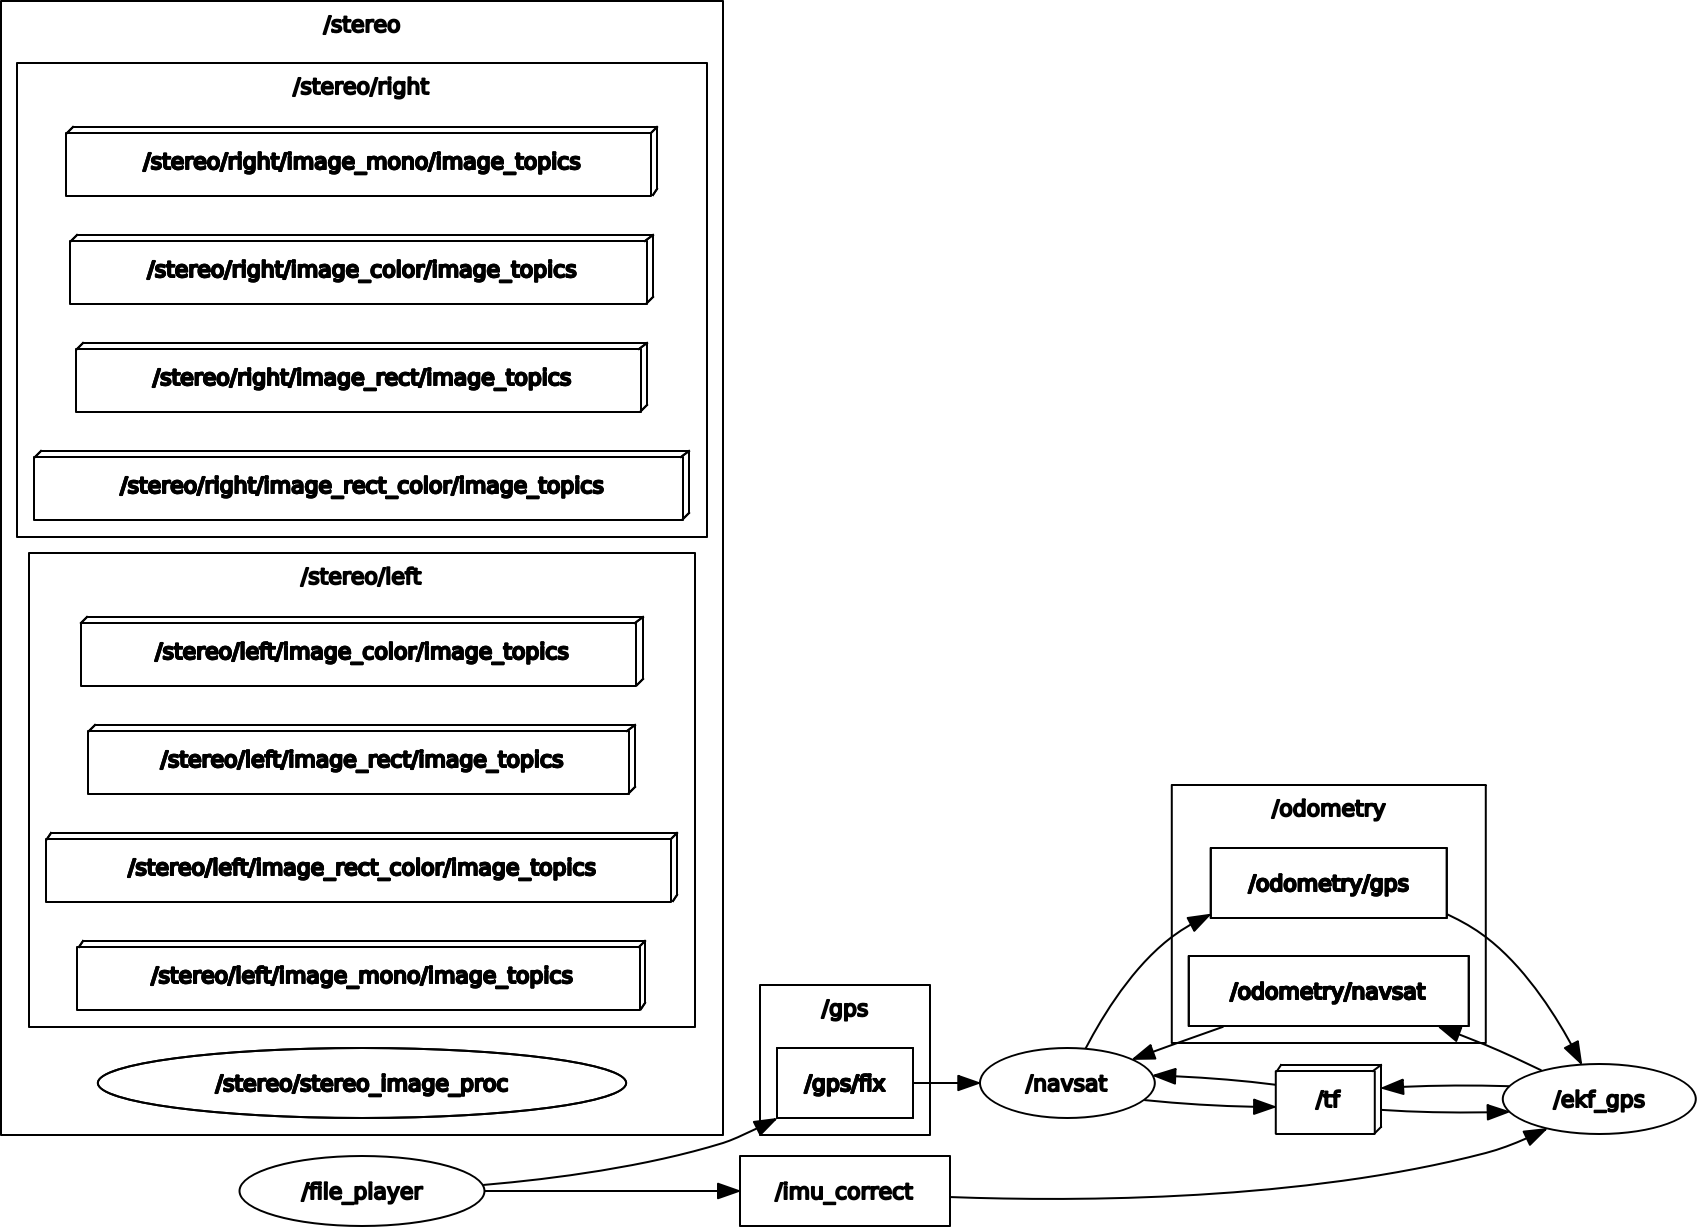 /stereo
/stereo/right
/stereo/right/image_mono/image_topics
/stereo/right/image_color/image_topics
/stereo/right/image_rect/image_topics
/stereo/right/image_rect_color/image_topics
/stereo/left
/stereo/left/image_color/image_topics
/stereo/left/image_rect/image_topics
/stereo/left/image_rect_color/image_topics
/stereo/left/image_mono/image_topics
/stereo/stereo_image_proc
/file_player
/gps
/gps/fix
/imu_correct
/navsat
/odometry
/odometry/gps
/odometry/navsat
/tf
/ekf_gps